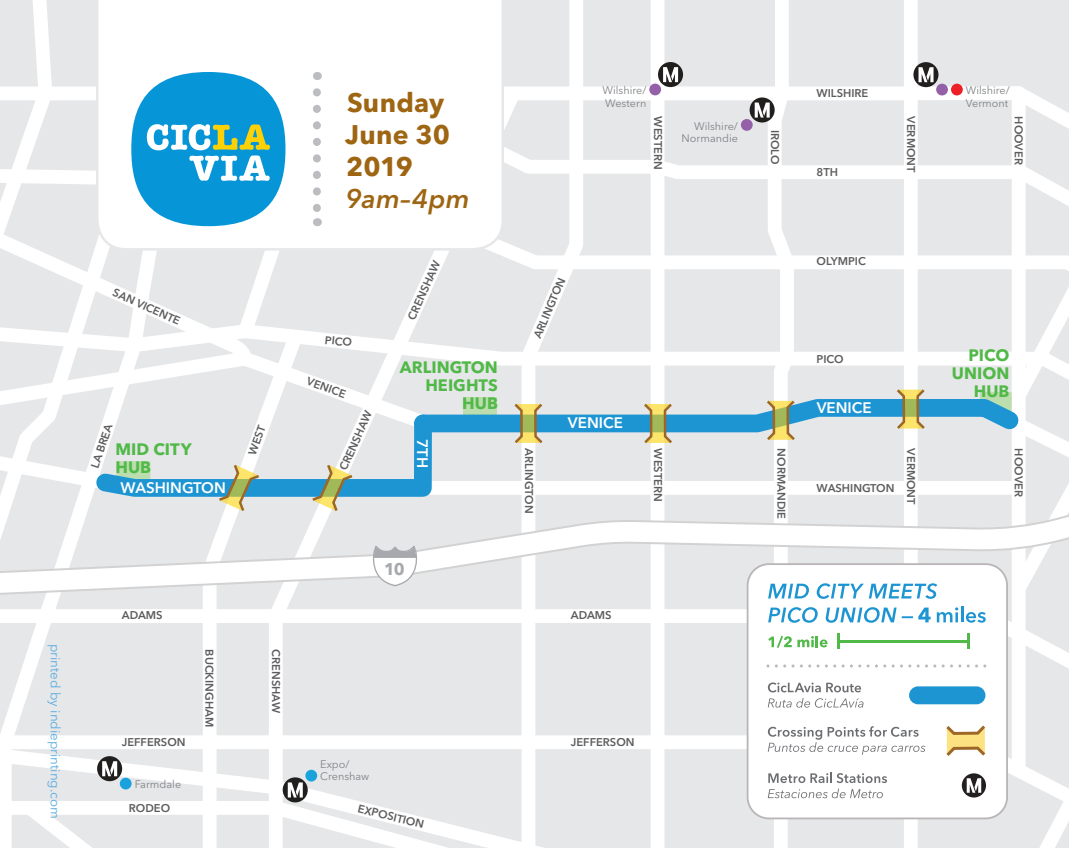 CICLA
VIA
Sunday
June 30
2019
9am–4pm
Wilshire/
Western
M
Wilshire/
Normandie
M
M
Wilshire/
Vermont
WILSHIRE
WESTERN
IROLO
VERMONT
HOOVER
8TH
OLYMPIC
SAN VICENTE
CRENSHAW
ARLINGTON
PICO
PICO
VENICE
ARLINGTON
HEIGHTS
HUB
PICO
UNION
HUB
VENICE
VENICE
LA BREA
MID CITY
HUB
WEST
CRENSHAW
7TH
WASHINGTON
ARLINGTON
WESTERN
NORMANDIE
WASHINGTON
VERMONT
HOOVER
10
ADAMS
ADAMS
BUCKINGHAM
CRENSHAW
JEFFERSON
JEFFERSON
M
Farmdale
Expo/
Crenshaw
M
RODEO
EXPOSITION
printed by indieprinting.com
MID CITY MEETS
PICO UNION – 4 miles
1/2 mile
CicLAvia Route
Ruta de CicLAvía
Crossing Points for Cars
Puntos de cruce para carros
Metro Rail Stations
Estaciones de Metro
M